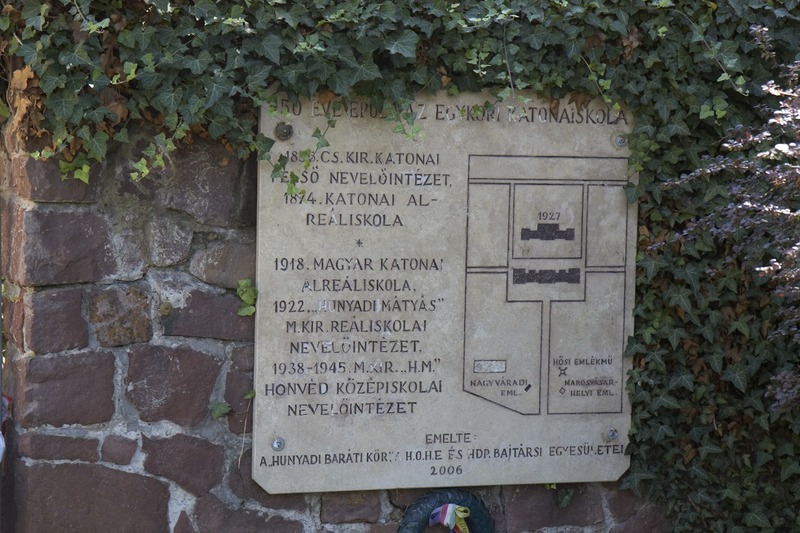 150 ÉVE ÉPÜLT AZ EGYKORI KATONAISKOLA
CS. KIR. KATONAI
FELSŐ NEVELŐINTÉZET,
1874. KATONAI AL-
REÁLISKOLA
*
1918. MAGYAR KATONAI
ALREÁLISKOLA,
1922. „HUNYADI MÁTYÁS”
M.KIR. REÁLISKOLAI
NEVELŐINTÉZET.
1938-1945. M.KIR. „H.M.”
HONVÉD KÖZÉPISKOLAI
NEVELŐINTÉZET
1927
NAGYVÁRADI
EML.
HŐSI EMLÉKMŰ
MAROSVÁSÁR-
HELYI EML.
EMELTE:
A HUNYADI BARÁTI KÖR, H.O.H.E ÉS HDP. BAJTÁRSI EGYESÜLETEI
2006